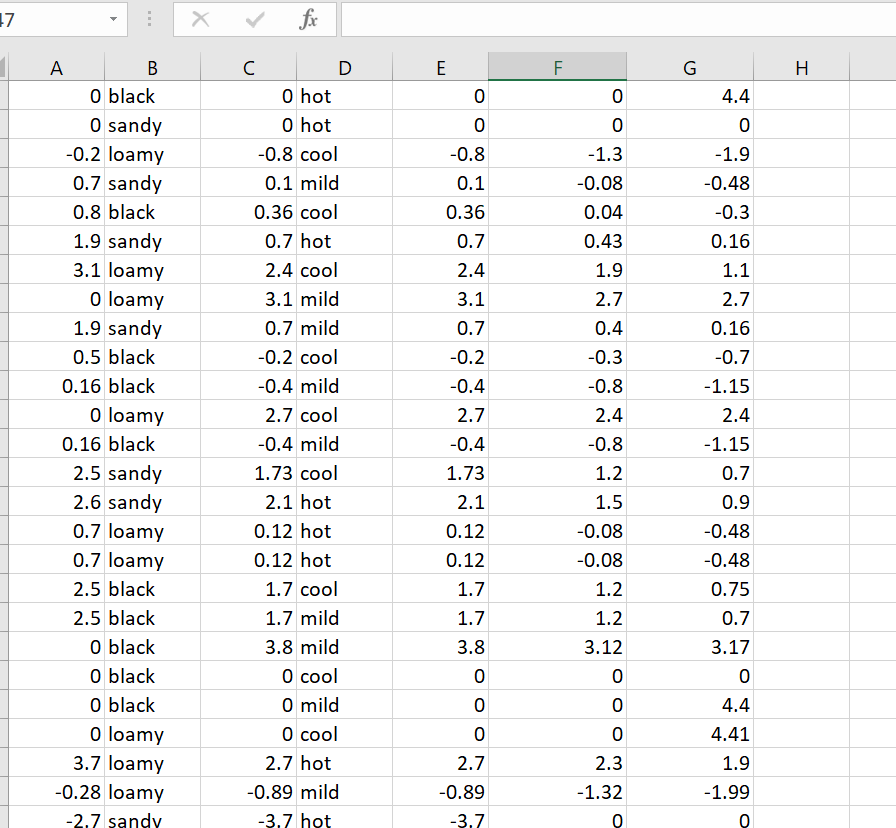 47
fx
A B C D E F G H
0 black 0 hot 0 0 4.4
0 sandy 0 hot 0 0 0
-0.2 loamy -0.8 cool -0.8 -1.3 -1.9
0.7 sandy 0.1 mild 0.1 -0.08 -0.48
0.8 black 0.36 cool 0.36 0.04 -0.3
1.9 sandy 0.7 hot 0.7 0.43 0.16
3.1 loamy 2.4 cool 2.4 1.9 1.1
0 loamy 3.1 mild 3.1 2.7 2.7
1.9 sandy 0.7 mild 0.7 0.4 0.16
0.5 black -0.2 cool -0.2 -0.3 -0.7
0.16 black -0.4 mild -0.4 -0.8 -1.15
0 loamy 2.7 cool 2.7 2.4 2.4
0.16 black -0.4 mild -0.4 -0.8 -1.15
2.5 sandy 1.73 cool 1.73 1.2 0.7
2.6 sandy 2.1 hot 2.1 1.5 0.9
0.7 loamy 0.12 hot 0.12 -0.08 -0.48
0.7 loamy 0.12 hot 0.12 -0.08 -0.48
2.5 black 1.7 cool 1.7 1.2 0.75
2.5 black 1.7 mild 1.7 1.2 0.7
0 black 3.8 mild 3.8 3.12 3.17
0 black 0 cool 0 0 0
0 black 0 mild 0 0 4.4
0 loamy 0 cool 0 0 4.41
3.7 loamy 2.7 hot 2.7 2.3 1.9
-0.28 loamy -0.89 mild -0.89 -1.32 -1.99
-2.7 sandy -3.7 hot -3.7 0 0